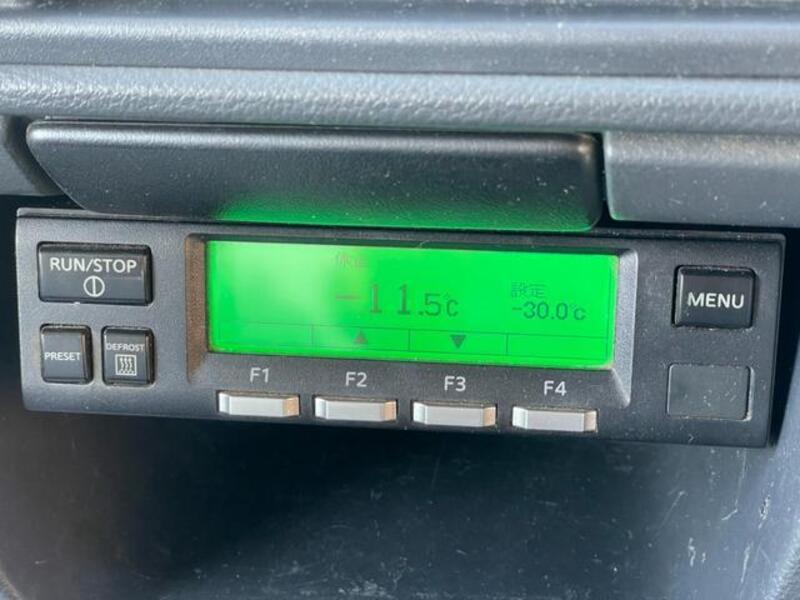 RUN/STOP
PRESET
DEFROST
-11.5℃
設定
-30.0℃
▲ ▼
F1 F2 F3 F4
MENU